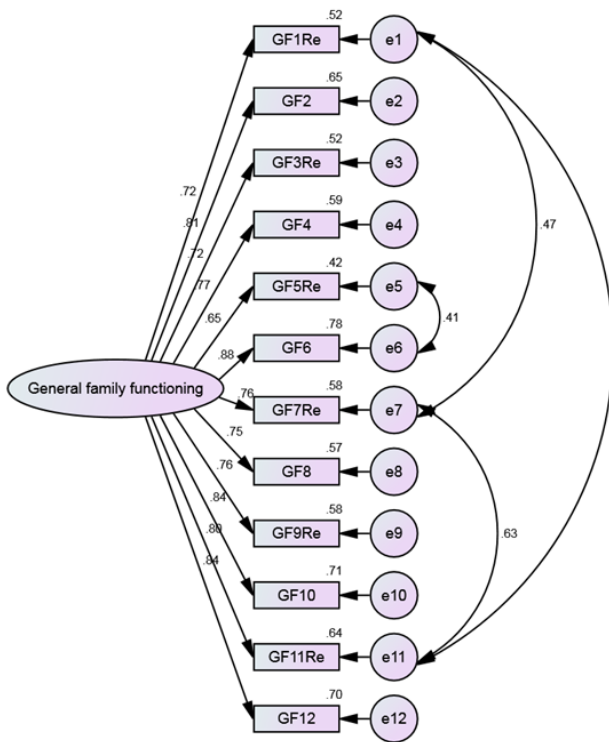 .52
GF1Re
e1
.65
GF2
e2
.52
GF3Re
e3
.72
.81
.59
.72
GF4
e4
.47
.77
.42
GF5Re
e5
.65
.41
.78
.88
GF6
e6
General family functioning
.58
.76
GF7Re
e7
.75
.57
.76
GF8
e8
.84
.58
.80
GF9Re
e9
.63
.84
.71
GF10
e10
.64
GF11Re
e11
.70
GF12
e12